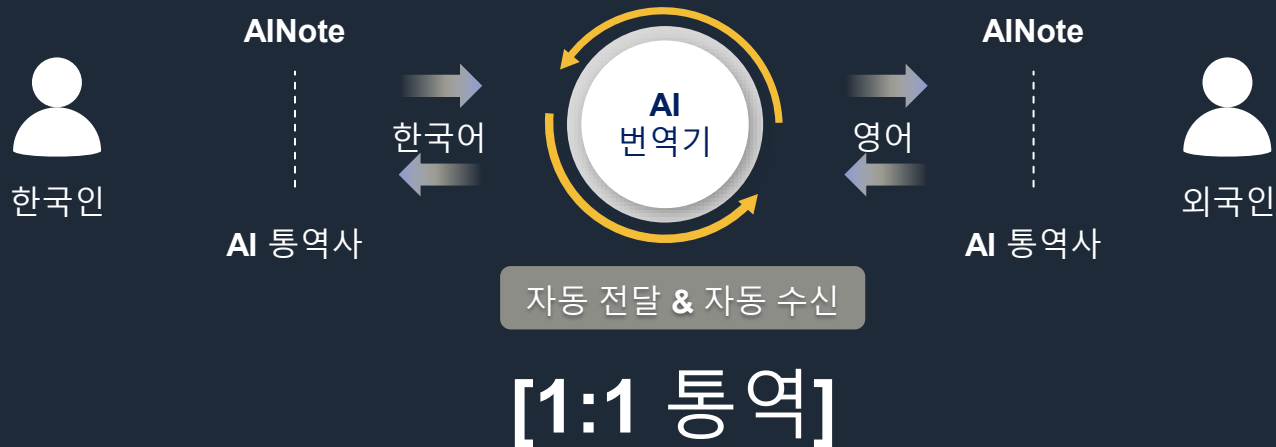 AINote
AINote
AI
번역기
한국어
영어
한국인
외국인
AI 통역사
AI 통역사
자동 전달 & 자동 수신
[1:1 통역]